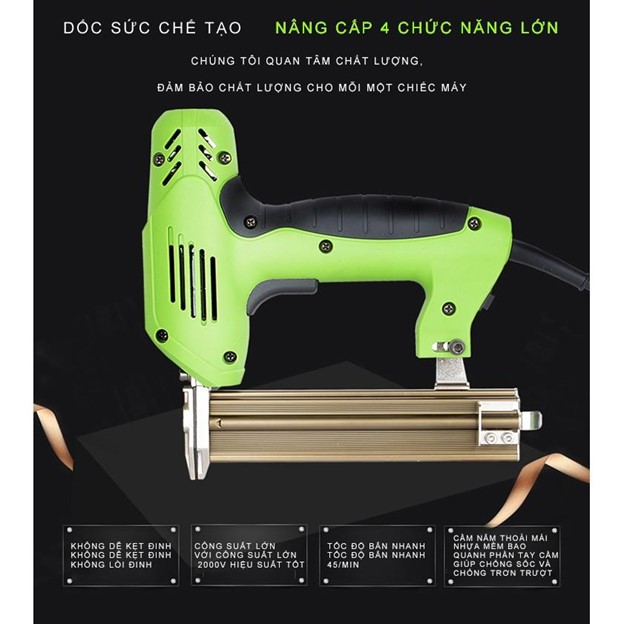 DỐC SỨC CHẾ TẠO NÂNG CẤP 4 CHỨC NĂNG LỚN
CHÚNG TÔI QUAN TÂM CHẤT LƯỢNG,
ĐẢM BẢO CHẤT LƯỢNG CHO MỖI MỘT CHIẾC MÁY
KHÔNG DỄ KẸT ĐINH
KHÔNG DỄ KẸT ĐINH
KHÔNG LÒI ĐINH
CÔNG SUẤT LỚN
VỚI CÔNG SUẤT LỚN
2000V HIỆU SUẤT TỐT
TỐC ĐỘ BẮN NHANH
TỐC ĐỘ BẮN NHANH
45/MIN
CẦM NẮM THOẢI MÁI
NHỰA MỀM BAO
QUANH PHẦN TAY CẦM
GIÚP CHỐNG SỐC VÀ
CHỐNG TRƠN TRƯỢT